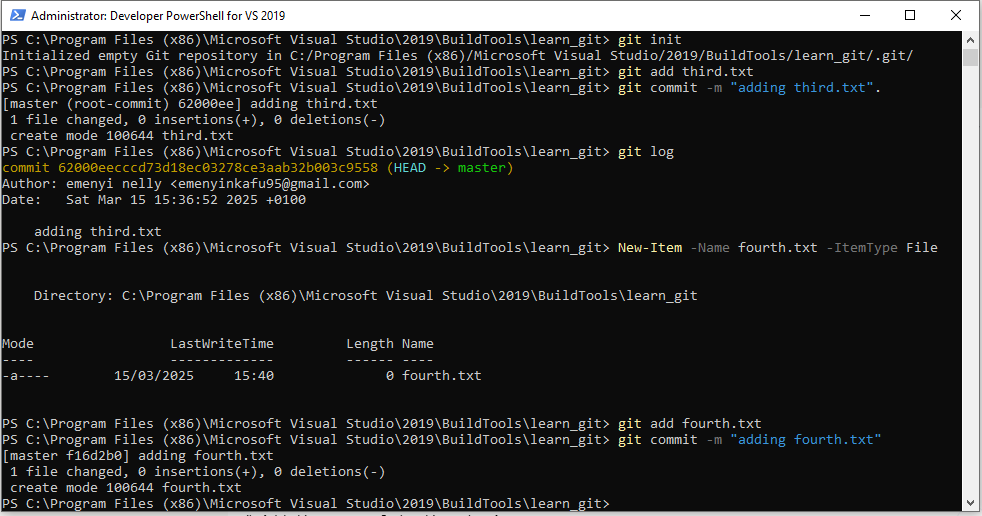 Administrator: Developer PowerShell for VS 2019
PS C:\Program Files (x86)\Microsoft Visual Studio\2019\BuildTools\learn_git> git init
Initialized empty Git repository in C:/Program Files (x86)/Microsoft Visual Studio/2019/BuildTools/learn_git/.git/
PS C:\Program Files (x86)\Microsoft Visual Studio\2019\BuildTools\learn_git> git add third.txt
PS C:\Program Files (x86)\Microsoft Visual Studio\2019\BuildTools\learn_git> git commit -m "adding third.txt".
[master (root-commit) 62000ee] adding third.txt
 1 file changed, 0 insertions(+), 0 deletions(-)
 create mode 100644 third.txt
PS C:\Program Files (x86)\Microsoft Visual Studio\2019\BuildTools\learn_git> git log
commit 62000eecccd73d18ec03278ce3aab32b003c9558 (HEAD -> master)
Author: emenyi nelly <emenyinkafu95@gmail.com>
Date:   Sat Mar 15 15:36:52 2025 +0100
    adding third.txt
PS C:\Program Files (x86)\Microsoft Visual Studio\2019\BuildTools\learn_git> New-Item -Name fourth.txt -ItemType File
    Directory: C:\Program Files (x86)\Microsoft Visual Studio\2019\BuildTools\learn_git
Mode                 LastWriteTime         Length Name
----                 -------------         ------ ----
-a----        15/03/2025     15:40              0 fourth.txt
PS C:\Program Files (x86)\Microsoft Visual Studio\2019\BuildTools\learn_git> git add fourth.txt
PS C:\Program Files (x86)\Microsoft Visual Studio\2019\BuildTools\learn_git> git commit -m "adding fourth.txt"
[master f16d2b0] adding fourth.txt
 1 file changed, 0 insertions(+), 0 deletions(-)
 create mode 100644 fourth.txt
PS C:\Program Files (x86)\Microsoft Visual Studio\2019\BuildTools\learn_git>